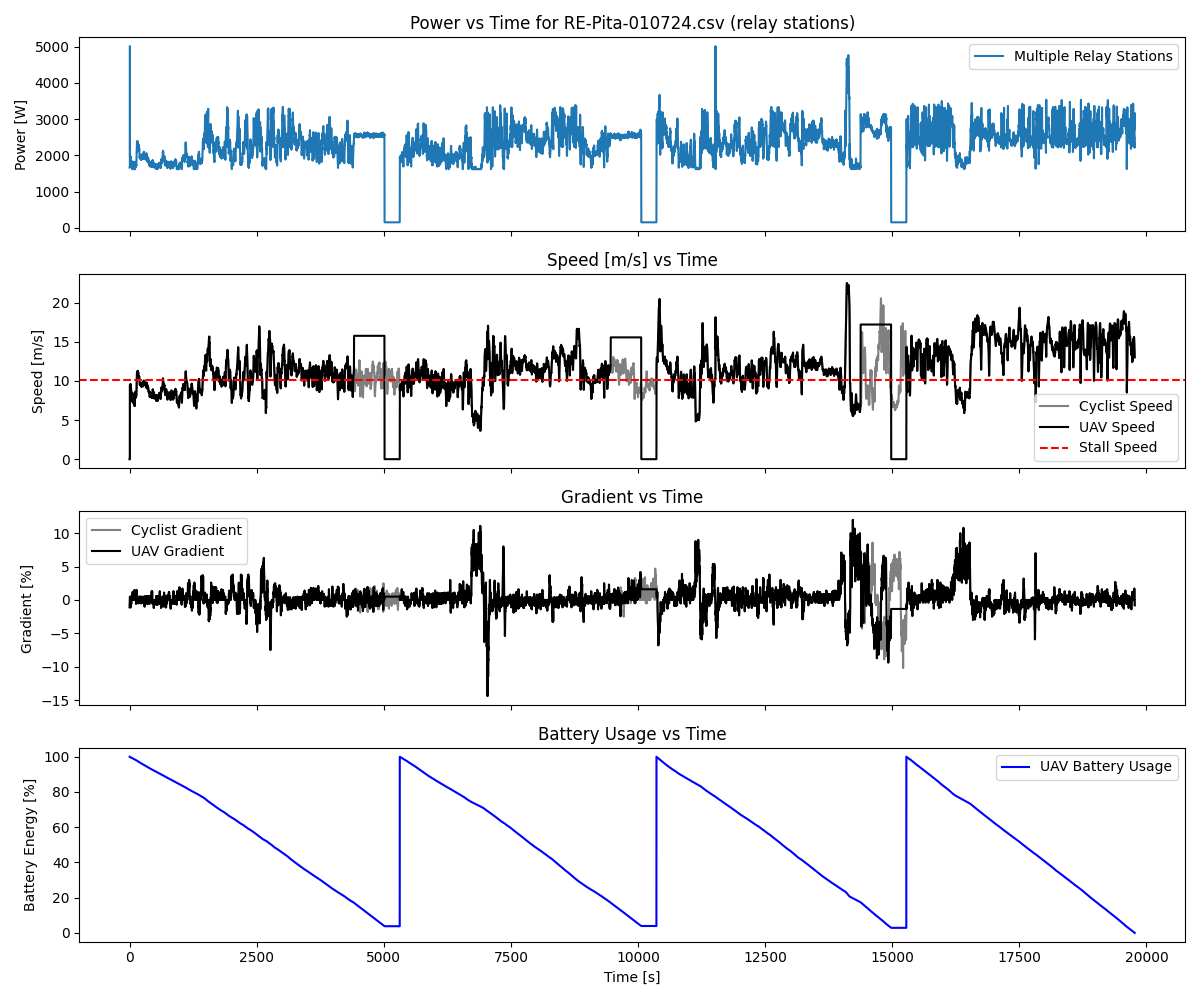 Power vs Time for RE-Pita-010724.csv (relay stations)
Power [W]
5000
4000
3000
2000
1000
0
Multiple Relay Stations
Speed [m/s] vs Time
Speed [m/s]
20
15
10
5
0
Cyclist Speed
UAV Speed
Stall Speed
Gradient vs Time
Gradient [%]
10
5
0
−5
−10
−15
Cyclist Gradient
UAV Gradient
Battery Usage vs Time
Battery Energy [%]
100
80
60
40
20
0
UAV Battery Usage
0 2500 5000 7500 10000 12500 15000 17500 20000
Time [s]